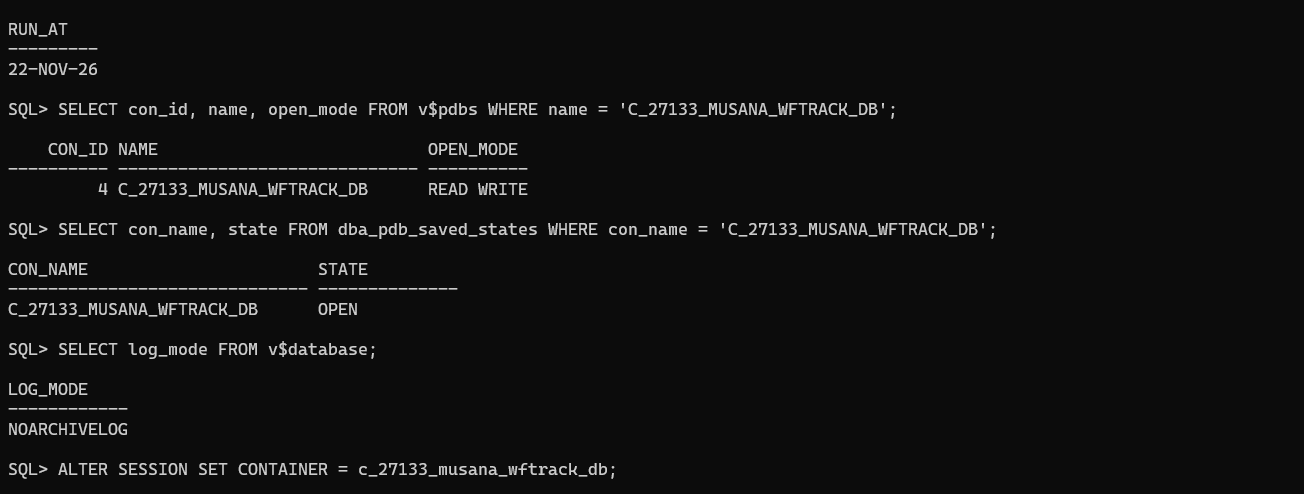 RUN_AT
---------
22-NOV-26
SQL> SELECT con_id, name, open_mode FROM v$pdbs WHERE name = 'C_27133_MUSANA_WFTRACK_DB';
    CON_ID NAME                           OPEN_MODE
---------- ------------------------------ ----------
         4 C_27133_MUSANA_WFTRACK_DB      READ WRITE
SQL> SELECT con_name, state FROM dba_pdb_saved_states WHERE con_name = 'C_27133_MUSANA_WFTRACK_DB';
CON_NAME                       STATE
------------------------------ --------------
C_27133_MUSANA_WFTRACK_DB      OPEN
SQL> SELECT log_mode FROM v$database;
LOG_MODE
------------
NOARCHIVELOG
SQL> ALTER SESSION SET CONTAINER = c_27133_musana_wftrack_db;